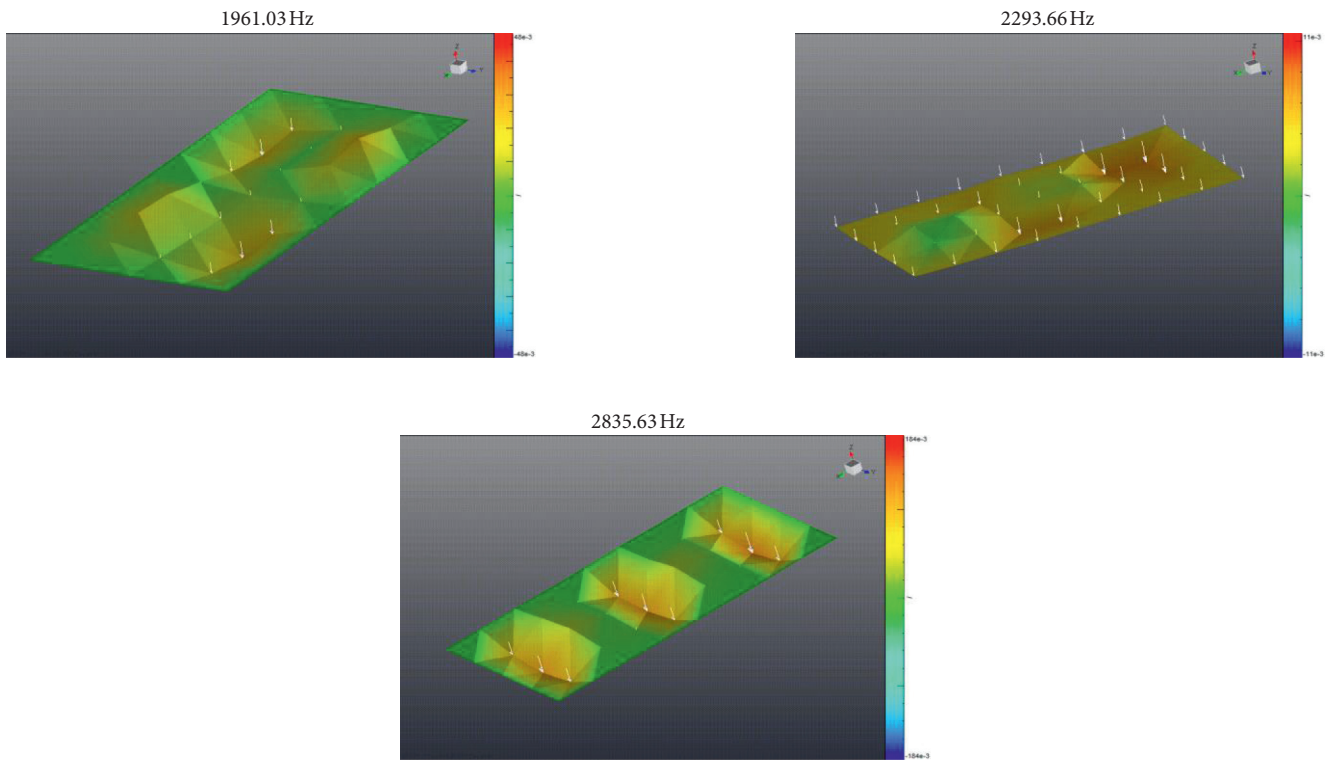 1961.03 Hz
48e-3
Z
X
Y
-48e-3
2293.66 Hz
11e-3
Z
X
Y
-11e-3
2835.63 Hz
184e-3
Z
X
Y
-184e-3